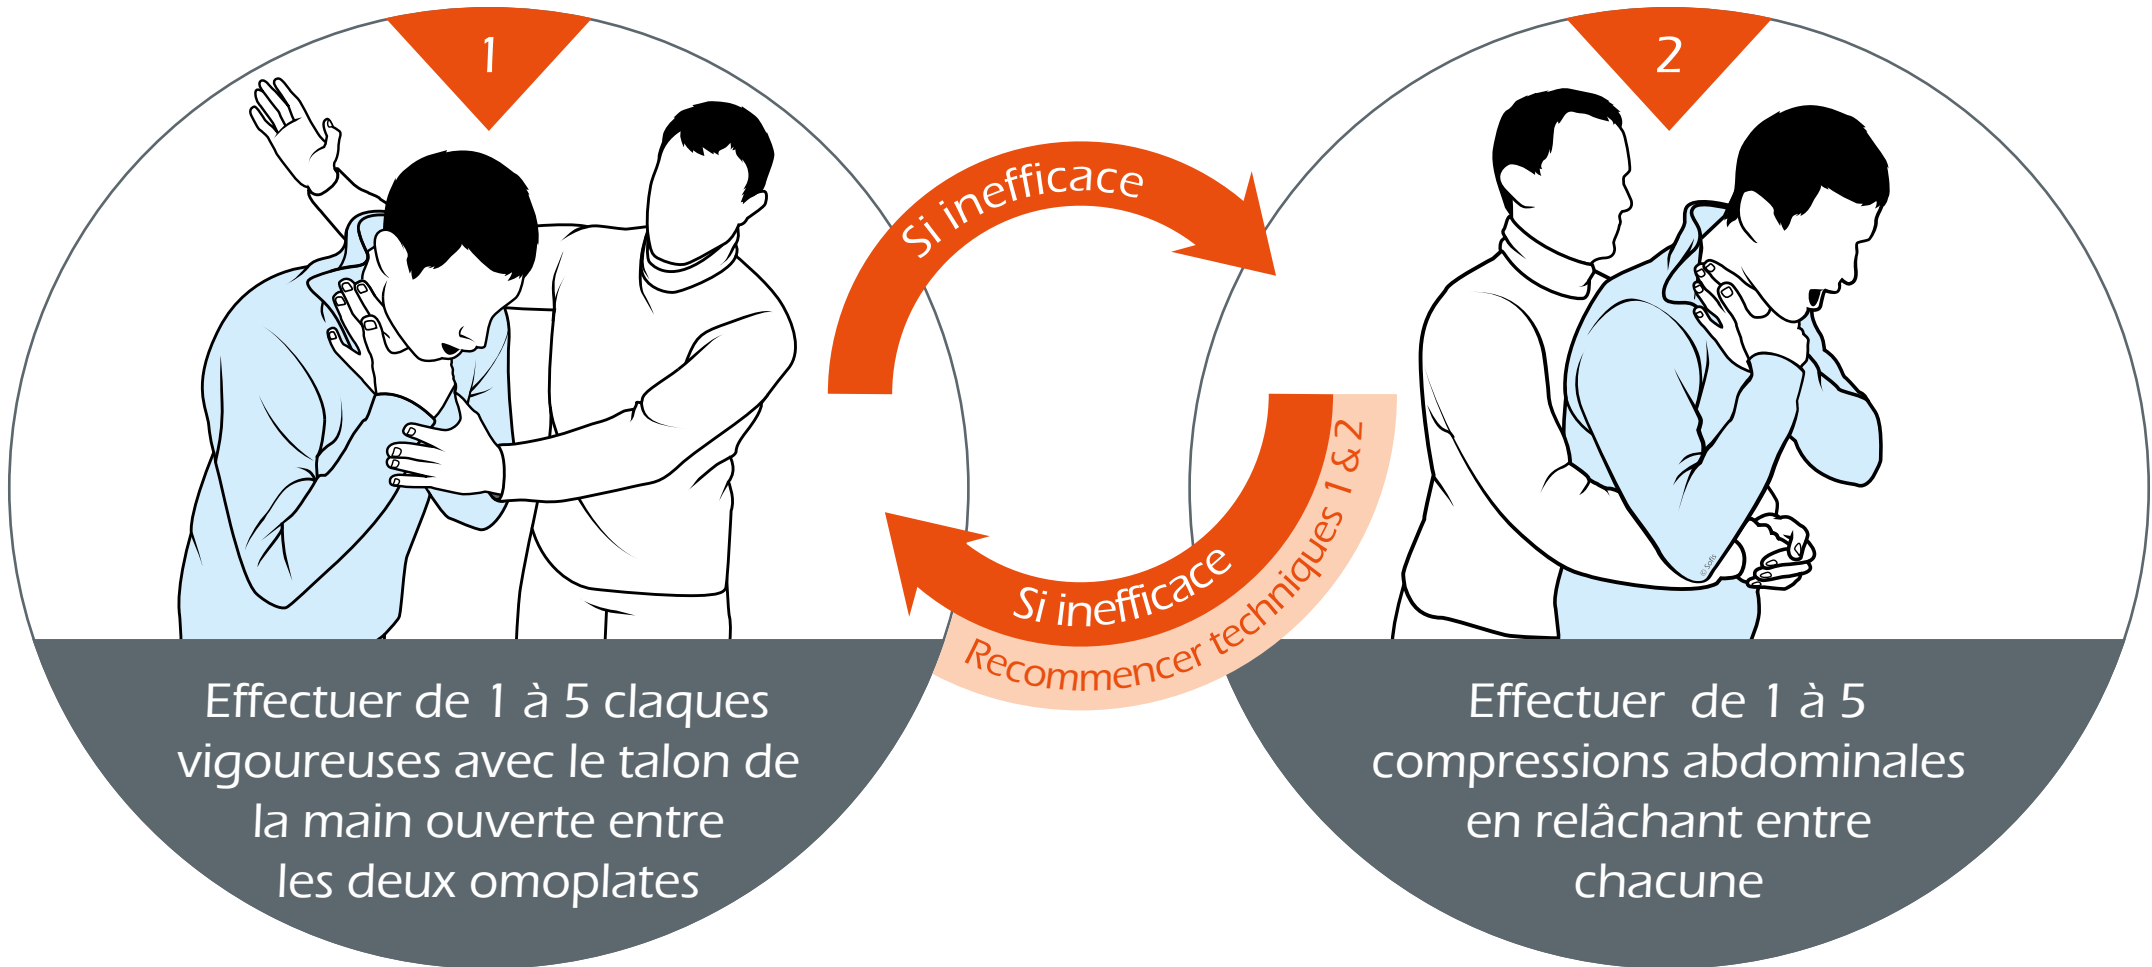 1
Effectuer de 1 à 5 claques
vigoureuses avec le talon de
la main ouverte entre
les deux omoplates
Si inefficace
2
Effectuer de 1 à 5
compressions abdominales
en relâchant entre
chacune
Si inefficace
Recommencer techniques 1 & 2
© Sofis